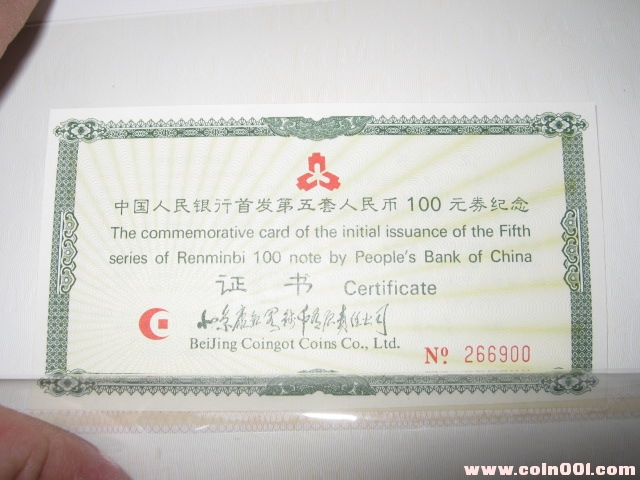 中国人民银行首发第五套人民币100元券纪念
The commemorative card of the initial issuance of the Fifth
series of Renminbi 100 note by People's Bank of China
证 书 Certificate
BeiJing Coingot Coins Co., Ltd.
Nº 266900
www.coin001.com